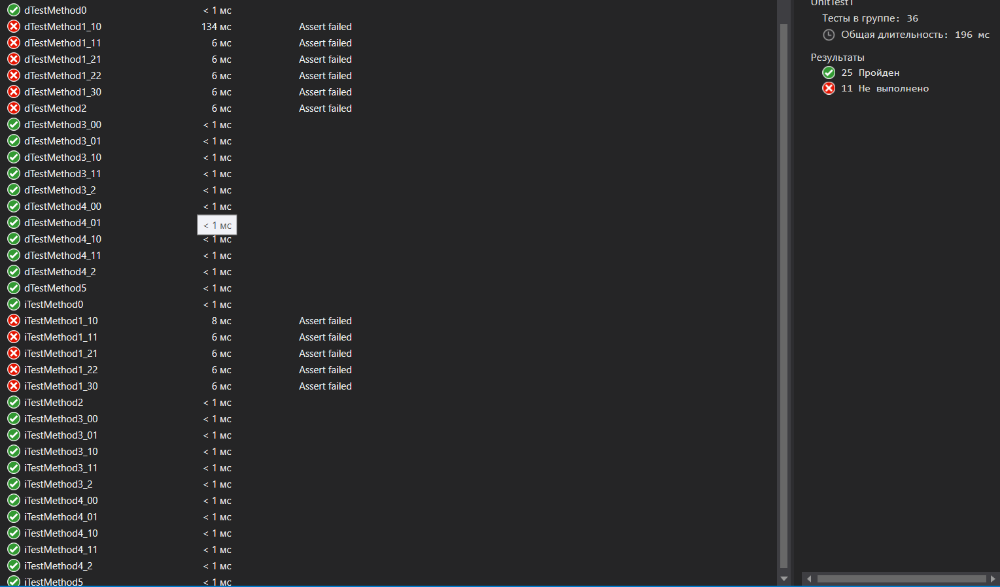 dTestMethod0 < 1 мс
dTestMethod1_10 134 мс Assert failed
dTestMethod1_11 6 мс Assert failed
dTestMethod1_21 6 мс Assert failed
dTestMethod1_22 6 мс Assert failed
dTestMethod1_30 6 мс Assert failed
dTestMethod2 6 мс Assert failed
dTestMethod3_00 < 1 мс
dTestMethod3_01 < 1 мс
dTestMethod3_10 < 1 мс
dTestMethod3_11 < 1 мс
dTestMethod3_2 < 1 мс
dTestMethod4_00 < 1 мс
dTestMethod4_01 < 1 мс
dTestMethod4_10 < 1 мс
dTestMethod4_11 < 1 мс
dTestMethod4_2 < 1 мс
dTestMethod5 < 1 мс
iTestMethod0 < 1 мс
iTestMethod1_10 8 мс Assert failed
iTestMethod1_11 6 мс Assert failed
iTestMethod1_21 6 мс Assert failed
iTestMethod1_22 6 мс Assert failed
iTestMethod1_30 6 мс Assert failed
iTestMethod2 < 1 мс
iTestMethod3_00 < 1 мс
iTestMethod3_01 < 1 мс
iTestMethod3_10 < 1 мс
iTestMethod3_11 < 1 мс
iTestMethod3_2 < 1 мс
iTestMethod4_00 < 1 мс
iTestMethod4_01 < 1 мс
iTestMethod4_10 < 1 мс
iTestMethod4_11 < 1 мс
iTestMethod4_2 < 1 мс
iTestMethod5 < 1 мс
UnitTest1
Тесты в группе: 36
Общая длительность: 196 мс
Результаты
25 Пройден
11 Не выполнено